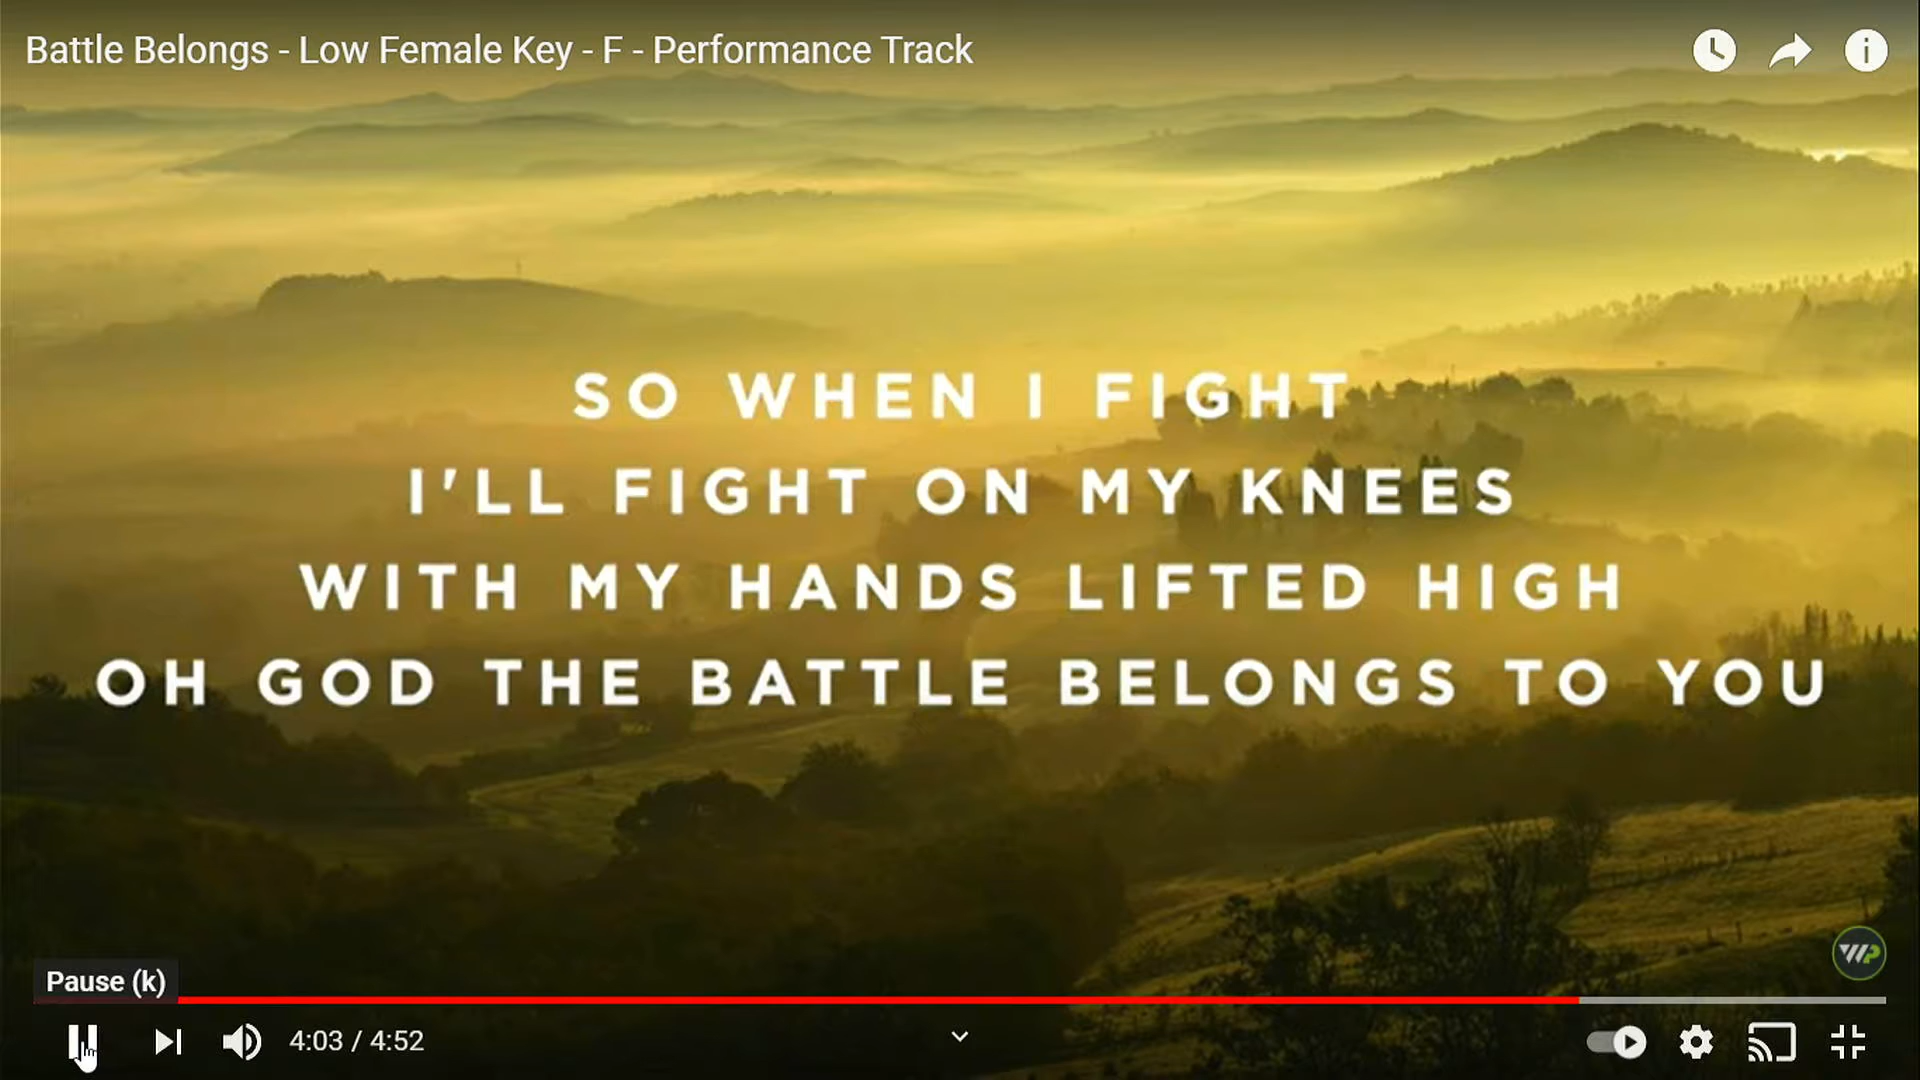 Battle Belongs - Low Female Key - F - Performance Track
SO WHEN I FIGHT
I'LL FIGHT ON MY KNEES
WITH MY HANDS LIFTED HIGH
OH GOD THE BATTLE BELONGS TO YOU
WP
Pause (k)
4:03 / 4:52